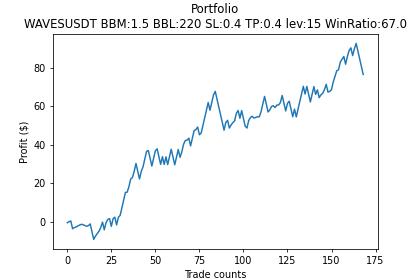 Portfolio
WAVESUSDT BBM:1.5 BBL:220 SL:0.4 TP:0.4 lev:15 WinRatio:67.0
80
60
40
20
0
Profit ($)
0 25 50 75 100 125 150 175
Trade counts